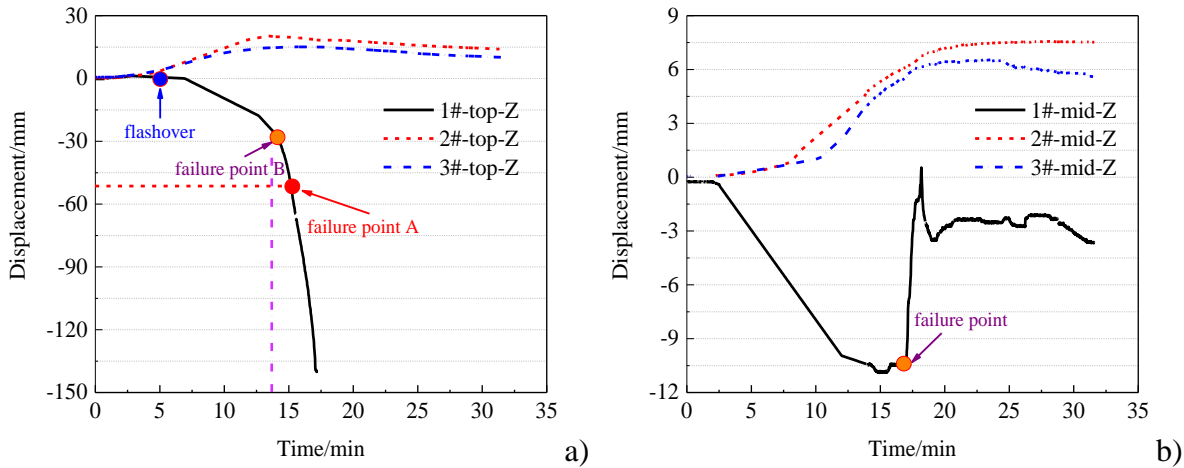 30
15
0
-30
-60
-90
-120
-150
Displacement/mm
flashover
failure point B
failure point A
1#-top-Z
2#-top-Z
3#-top-Z
0
5
10
15
20
25
30
35
Time/min
a)
9
6
3
0
-3
-6
-9
-12
Displacement/mm
1#-mid-Z
2#-mid-Z
3#-mid-Z
failure point
0
5
10
15
20
25
30
35
Time/min
b)